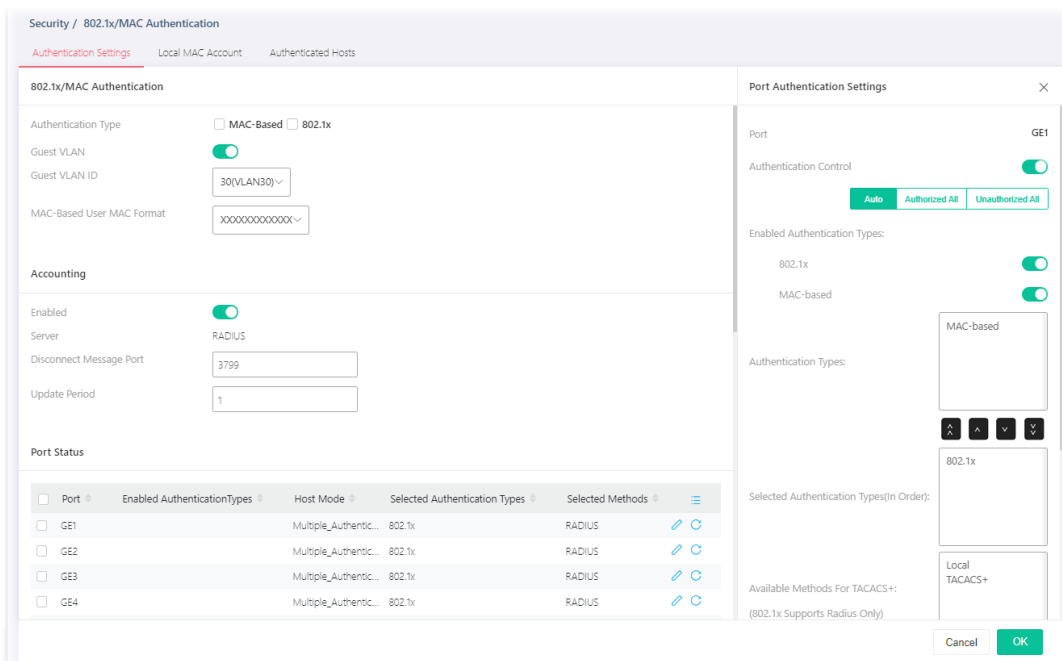 Security / 802.1x/MAC Authentication
Authentication Settings Local MAC Account Authenticated Hosts
802.1x/MAC Authentication
Authentication Type MAC-Based 802.1x
Guest VLAN
Guest VLAN ID 30(VLAN30)
MAC-Based User MAC Format XXXXXXXXXXXX
Accounting
Enabled
Server RADIUS
Disconnect Message Port 3799
Update Period 1
Port Status
Port Enabled AuthenticationTypes Host Mode Selected Authentication Types Selected Methods
GE1 Multiple_Authentic... 802.1x RADIUS
GE2 Multiple_Authentic... 802.1x RADIUS
GE3 Multiple_Authentic... 802.1x RADIUS
GE4 Multiple_Authentic... 802.1x RADIUS
Port Authentication Settings
Port GE1
Authentication Control
Auto Authorized All Unauthorized All
Enabled Authentication Types:
802.1x
MAC-based
Authentication Types:
MAC-based
Selected Authentication Types(In Order):
802.1x
Available Methods For TACACS+:
(802.1x Supports Radius Only)
Local
TACACS+
Cancel OK